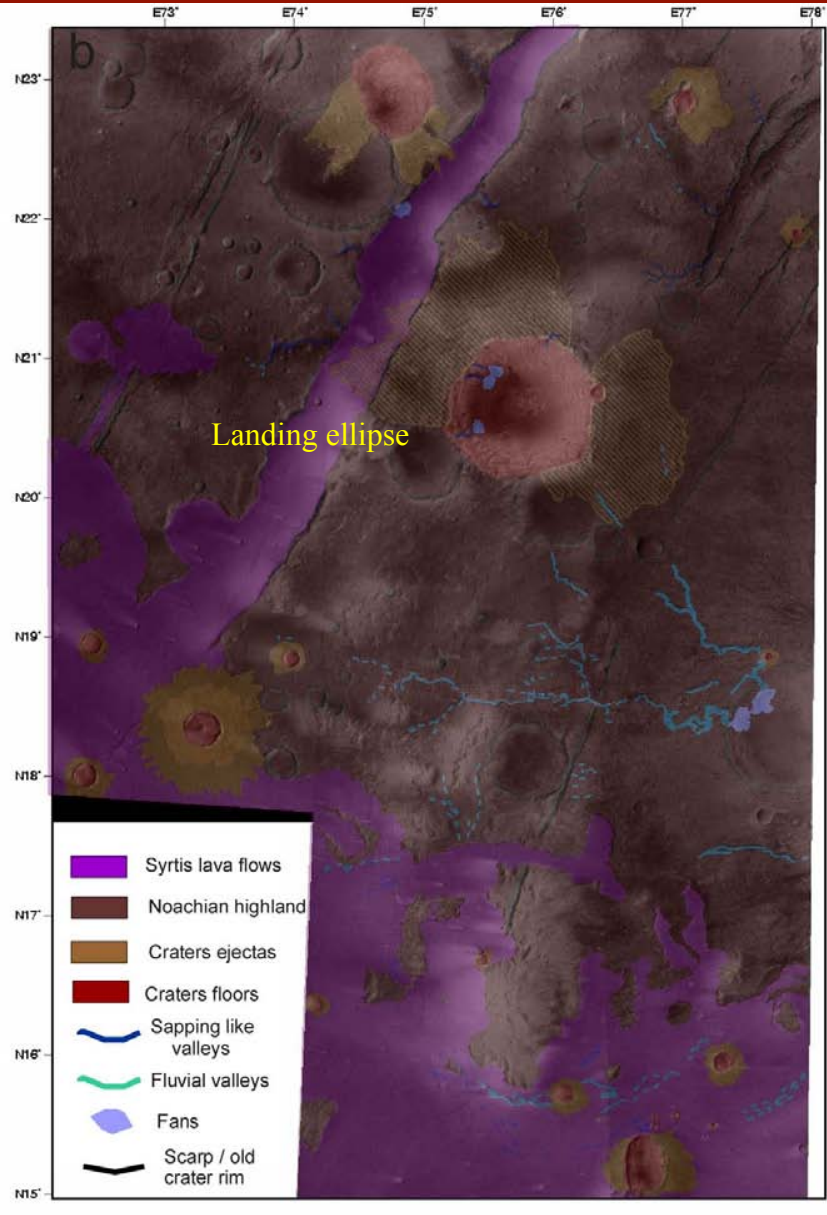 E73° E74° E75° E76° E77° E78°
b
N23°
N22°
N21°
Landing ellipse
N20°
N19°
N18°
Syrtis lava flows
Noachian highland
N17°
Craters ejectas
Craters floors
Sapping like
valleys
N16°
Fluvial valleys
Fans
Scarp / old
crater rim
N15°